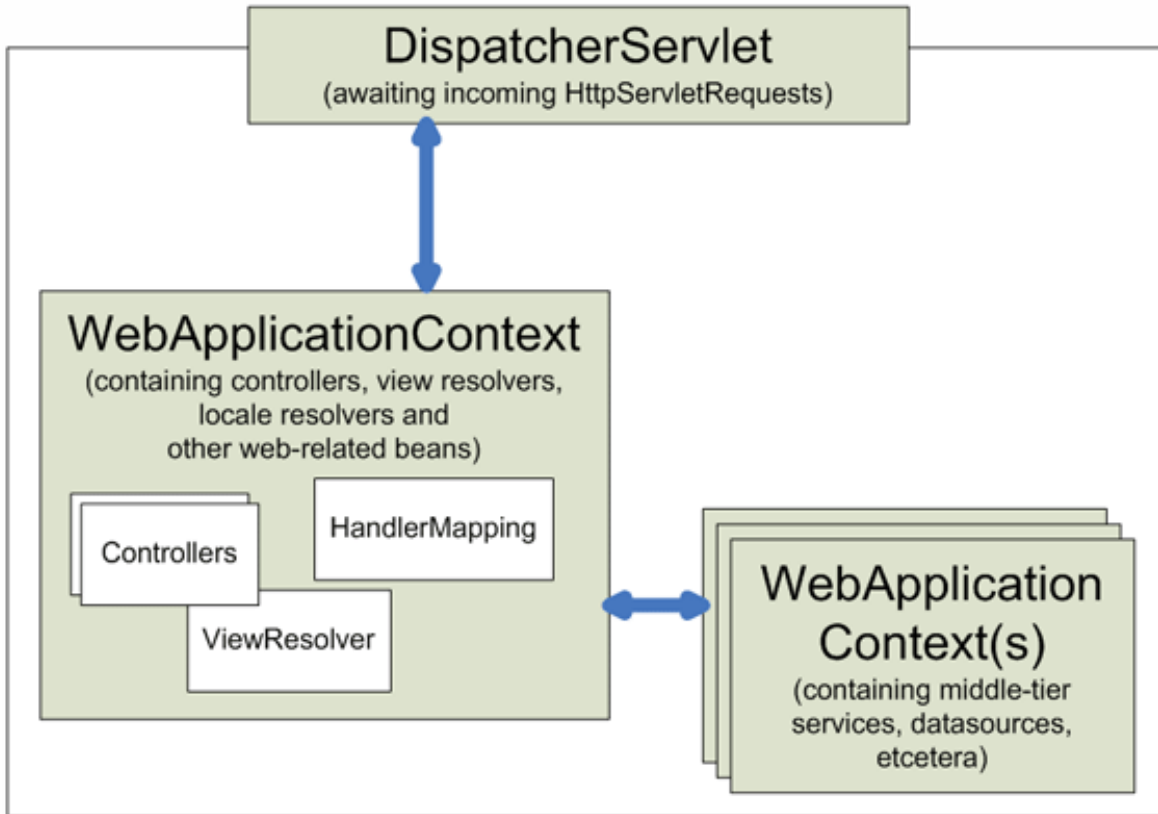 DispatcherServlet
(awaiting incoming HttpServletRequests)
WebApplicationContext
(containing controllers, view resolvers,
locale resolvers and
other web-related beans)
HandlerMapping
Controllers
ViewResolver
WebApplication
Context(s)
(containing middle-tier
services, datasources,
etcetera)